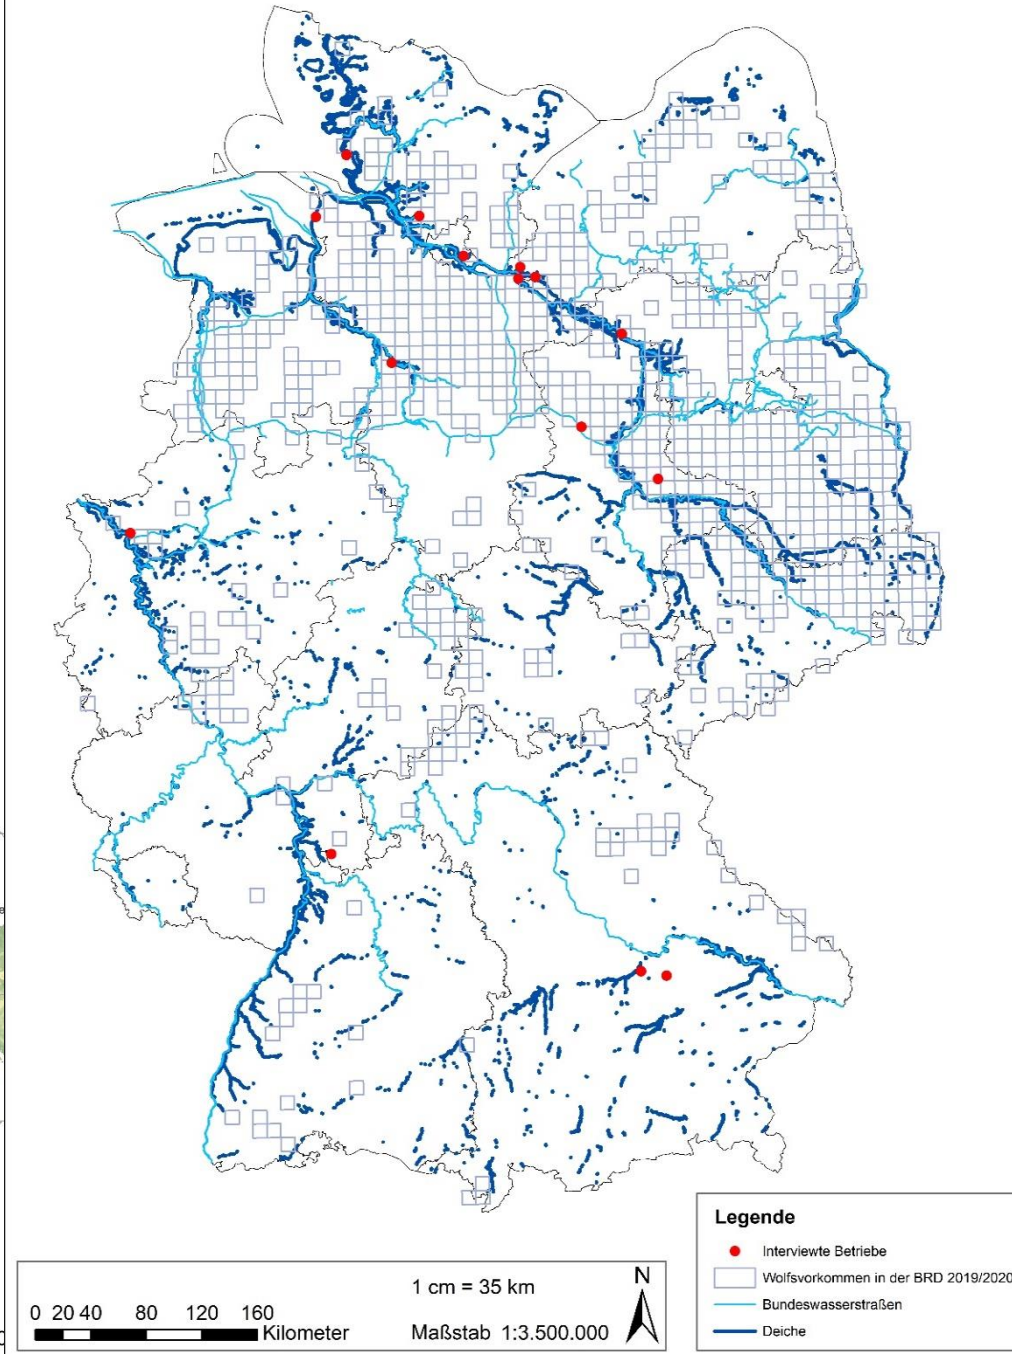 Legende
Interviewte Betriebe
Wolfsvorkommen in der BRD 2019/2020
Bundeswasserstraßen
Deiche
1 cm = 35 km
N
0 20 40 80 120 160
Kilometer
Maßstab 1:3.500.000